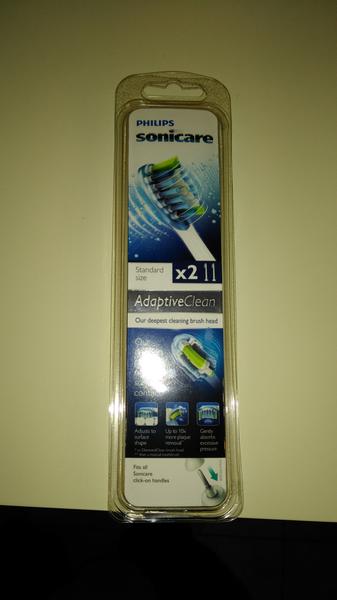 PHILIPS
sonicare
Standard
size
x2
AdaptiveClean
Our deepest cleaning brush head
Adjusts to
surface
shape
Up to 10x
more plaque
removal
Gently
absorbs
excessive
pressure
Fits all
Sonicare
click-on handles